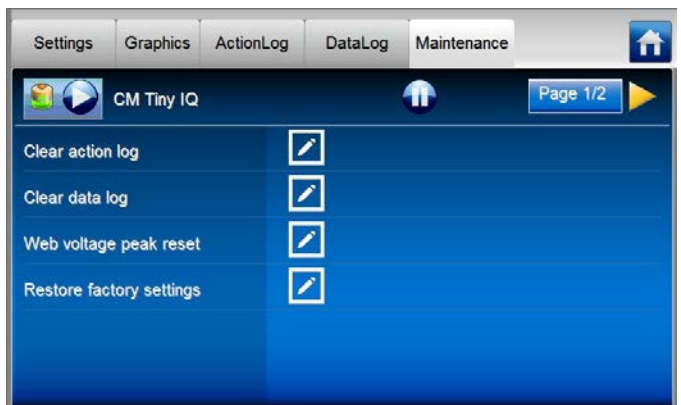 Settings Graphics ActionLog DataLog Maintenance
CM Tiny IQ Page 1/2
Clear action log
Clear data log
Web voltage peak reset
Restore factory settings